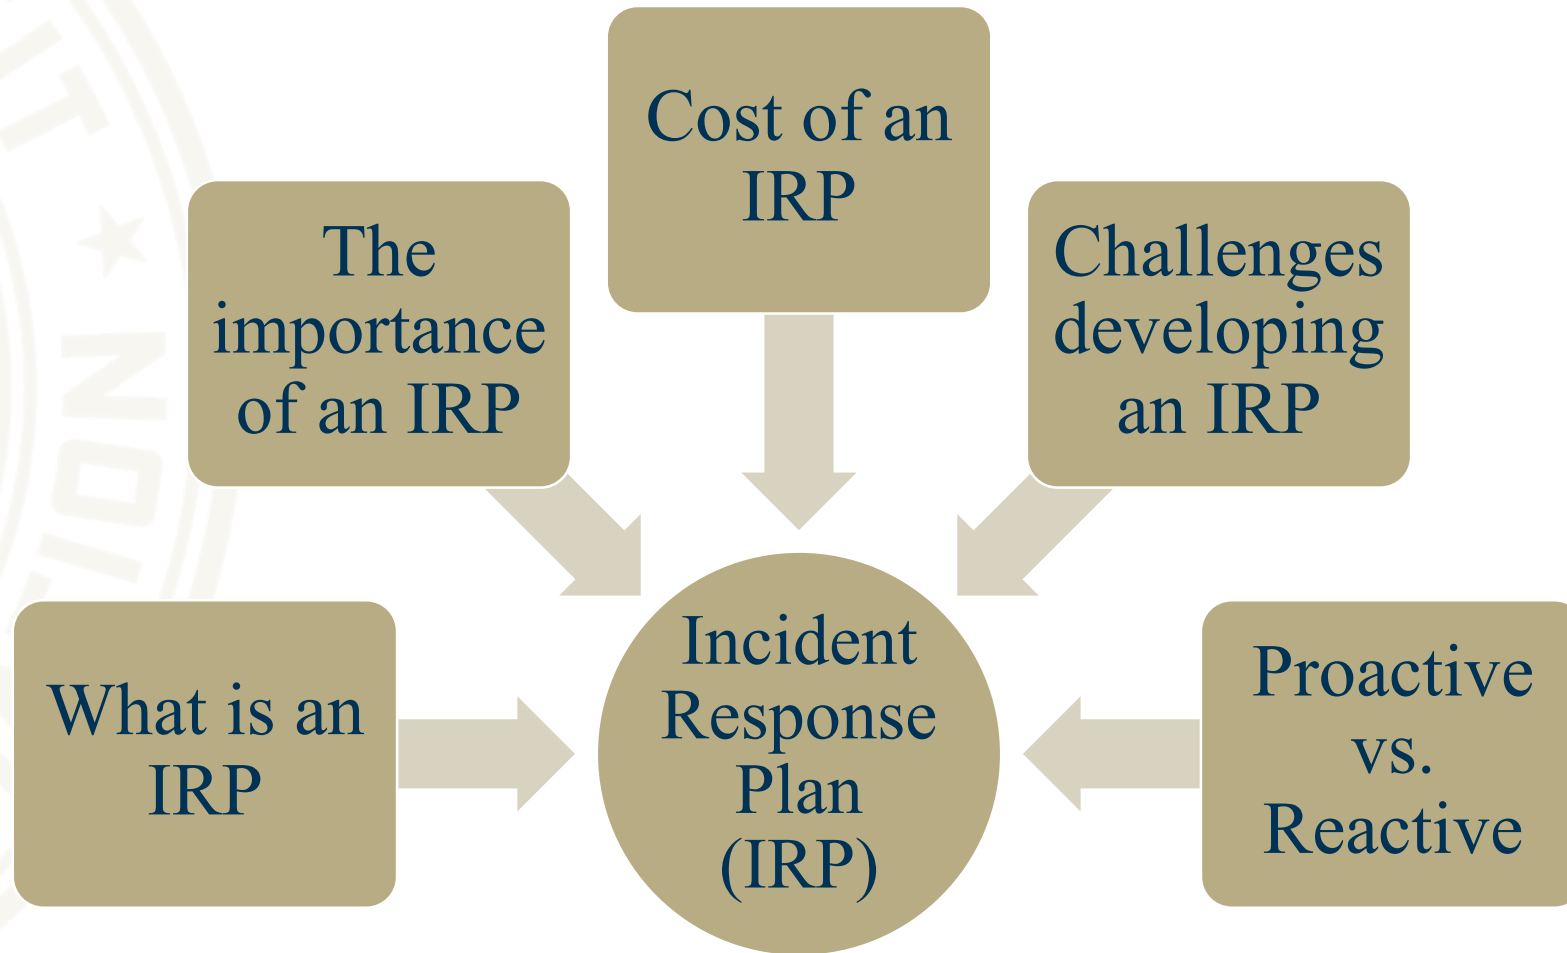 Cost of an
IRP
The
importance
of an IRP
Challenges
developing
an IRP
What is an
IRP
Incident
Response
Plan
(IRP)
Proactive
vs.
Reactive